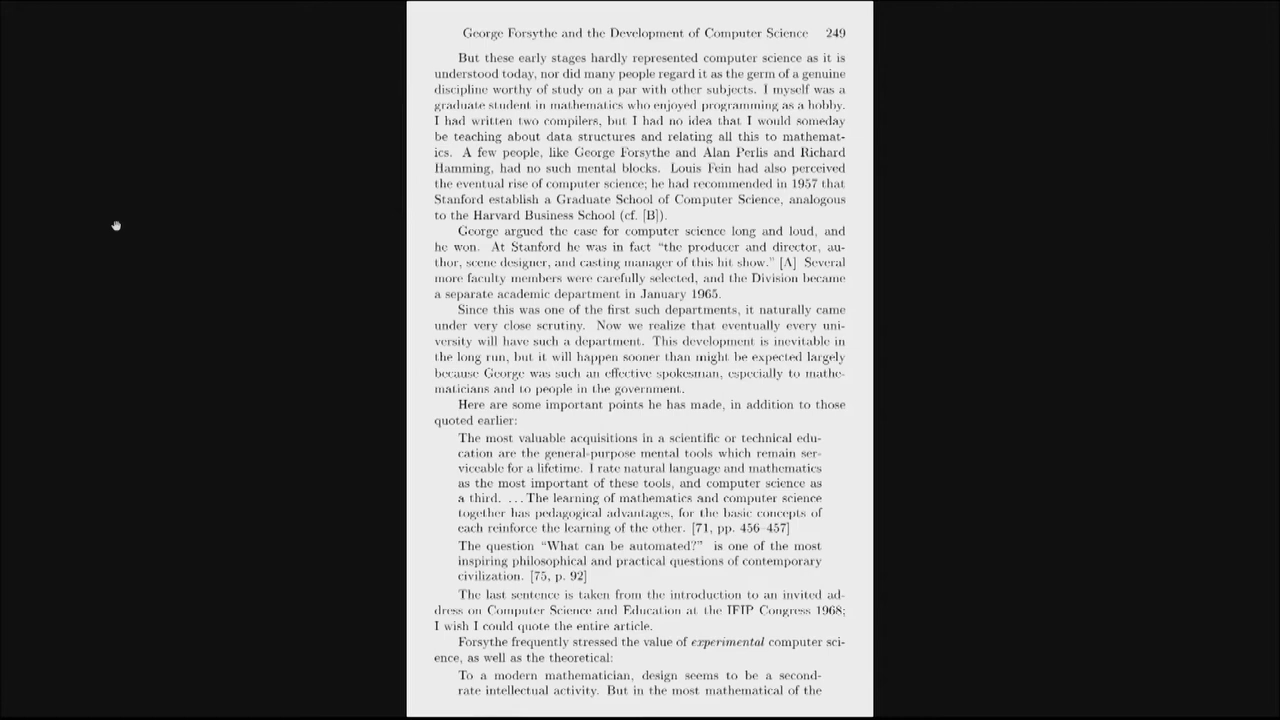 George Forsythe and the Development of Computer Science 249
But these early stages hardly represented computer science as it is
understood today, nor did many people regard it as the germ of a genuine
discipline worthy of study on a par with other subjects. I myself was a
graduate student in mathematics who enjoyed programming as a hobby.
I had written two compilers, but I had no idea that I would someday
be teaching about data structures and relating all this to mathemat-
ics. A few people, like George Forsythe and Alan Perlis and Richard
Hamming, had no such mental blocks. Louis Fein had also perceived
the eventual rise of computer science; he had recommended in 1957 that
Stanford establish a Graduate School of Computer Science, analogous
to the Harvard Business School (cf. [B]).
George argued the case for computer science long and loud, and
he won. At Stanford he was in fact “the producer and director, au-
thor, scene designer, and casting manager of this hit show.” [A] Several
more faculty members were carefully selected, and the Division became
a separate academic department in January 1965.
Since this was one of the first such departments, it naturally came
under very close scrutiny. Now we realize that eventually every uni-
versity will have such a department. This development is inevitable in
the long run, but it will happen sooner than might be expected largely
because George was such an effective spokesman, especially to mathe-
maticians and to people in the government.
Here are some important points he has made, in addition to those
quoted earlier:
The most valuable acquisitions in a scientific or technical edu-
cation are the general-purpose mental tools which remain ser-
viceable for a lifetime. I rate natural language and mathematics
as the most important of these tools, and computer science as
a third. ... The learning of mathematics and computer science
together has pedagogical advantages, for the basic concepts of
each reinforce the learning of the other. [71, pp. 456–457]
The question “What can be automated?” is one of the most
inspiring philosophical and practical questions of contemporary
civilization. [75, p. 92]
The last sentence is taken from the introduction to an invited ad-
dress on Computer Science and Education at the IFIP Congress 1968;
I wish I could quote the entire article.
Forsythe frequently stressed the value of experimental computer sci-
ence, as well as the theoretical:
To a modern mathematician, design seems to be a second-
rate intellectual activity. But in the most mathematical of the